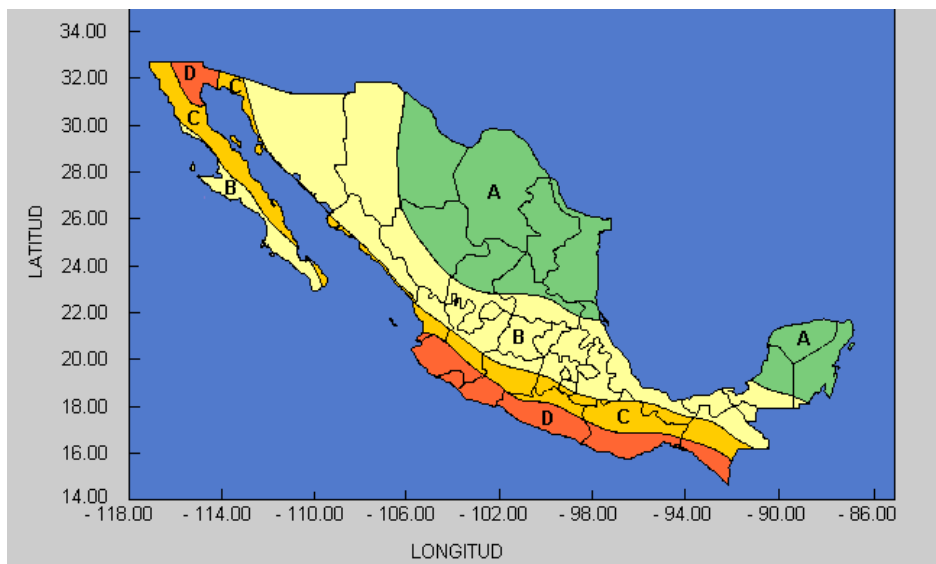 34.00
32.00
30.00
28.00
26.00
24.00
22.00
20.00
18.00
16.00
14.00
LATITUD
D
C
C
B
A
B
A
C
D
- 118.00 - 114.00 - 110.00 - 106.00 - 102.00 - 98.00 - 94.00 - 90.00 - 86.00
LONGITUD